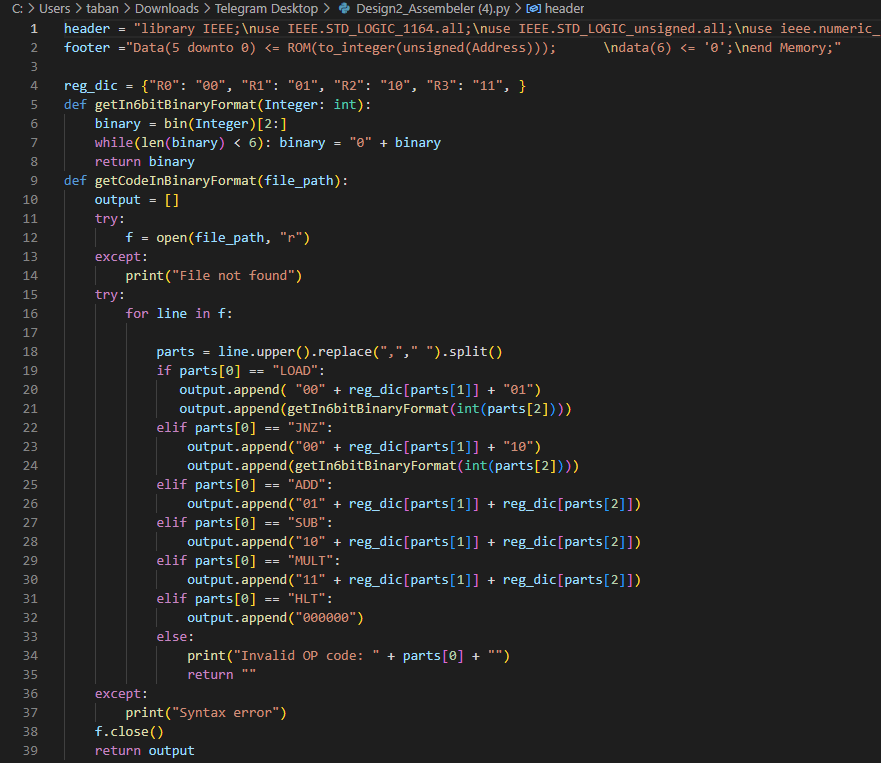 C: > Users > taban > Downloads > Telegram Desktop > Design2_Assembeler (4).py > header
1 header = "library IEEE;\nuse IEEE.STD_LOGIC_1164.all;\nuse IEEE.STD_LOGIC_unsigned.all;\nuse ieee.numeric_
2 footer ="Data(5 downto 0) <= ROM(to_integer(unsigned(Address)));      \ndata(6) <= '0';\nend Memory;"
3
4 reg_dic = {"R0": "00", "R1": "01", "R2": "10", "R3": "11", }
5 def getIn6bitBinaryFormat(Integer: int):
6     binary = bin(Integer)[2:]
7     while(len(binary) < 6): binary = "0" + binary
8     return binary
9 def getCodeInBinaryFormat(file_path):
10     output = []
11     try:
12         f = open(file_path, "r")
13     except:
14         print("File not found")
15     try:
16         for line in f:
17
18             parts = line.upper().replace(","," ").split()
19             if parts[0] == "LOAD":
20                output.append( "00" + reg_dic[parts[1]] + "01")
21                output.append(getIn6bitBinaryFormat(int(parts[2])))
22             elif parts[0] == "JNZ":
23                 output.append("00" + reg_dic[parts[1]] + "10")
24                 output.append(getIn6bitBinaryFormat(int(parts[2])))
25             elif parts[0] == "ADD":
26                 output.append("01" + reg_dic[parts[1]] + reg_dic[parts[2]])
27             elif parts[0] == "SUB":
28                 output.append("10" + reg_dic[parts[1]] + reg_dic[parts[2]])
29             elif parts[0] == "MULT":
30                 output.append("11" + reg_dic[parts[1]] + reg_dic[parts[2]])
31             elif parts[0] == "HLT":
32                 output.append("000000")
33             else:
34                 print("Invalid OP code: " + parts[0] + "")
35                 return ""
36     except:
37         print("Syntax error")
38     f.close()
39     return output